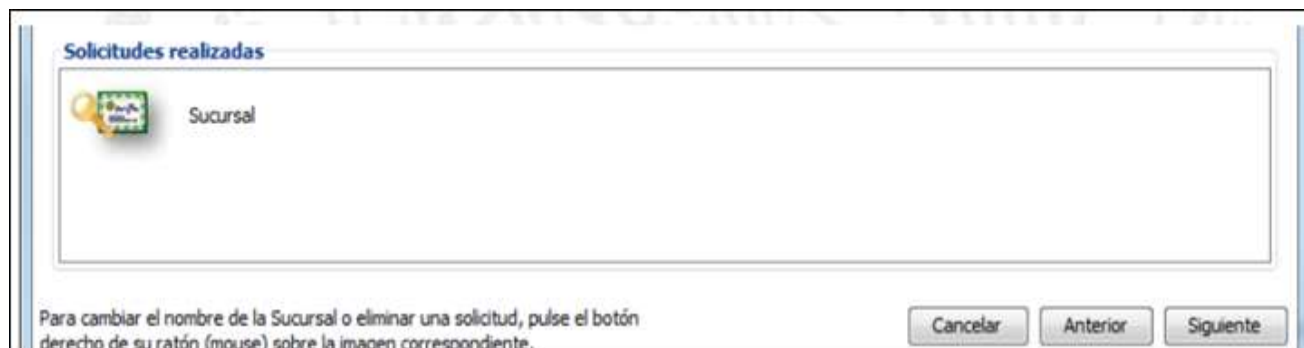 Solicitudes realizadas
Sucursal
Para cambiar el nombre de la Sucursal o eliminar una solicitud, pulse el botón
derecho de su ratón (mouse) sobre la imagen correspondiente.
Cancelar
Anterior
Siguiente